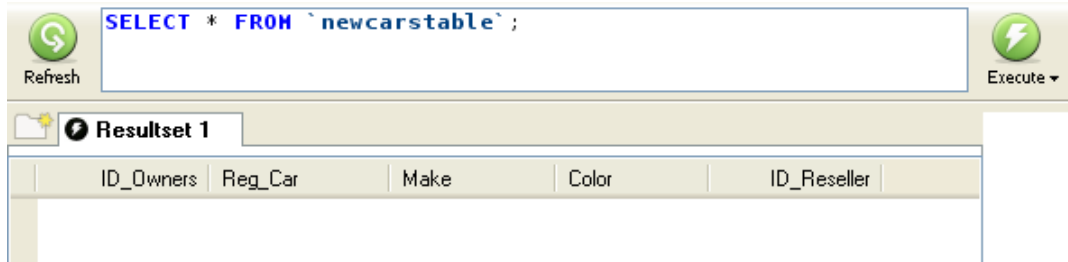 SELECT * FROM `newcarstable`;
Refresh
Execute
Resultset 1
ID_Owners Reg_Car Make Color ID_Reseller